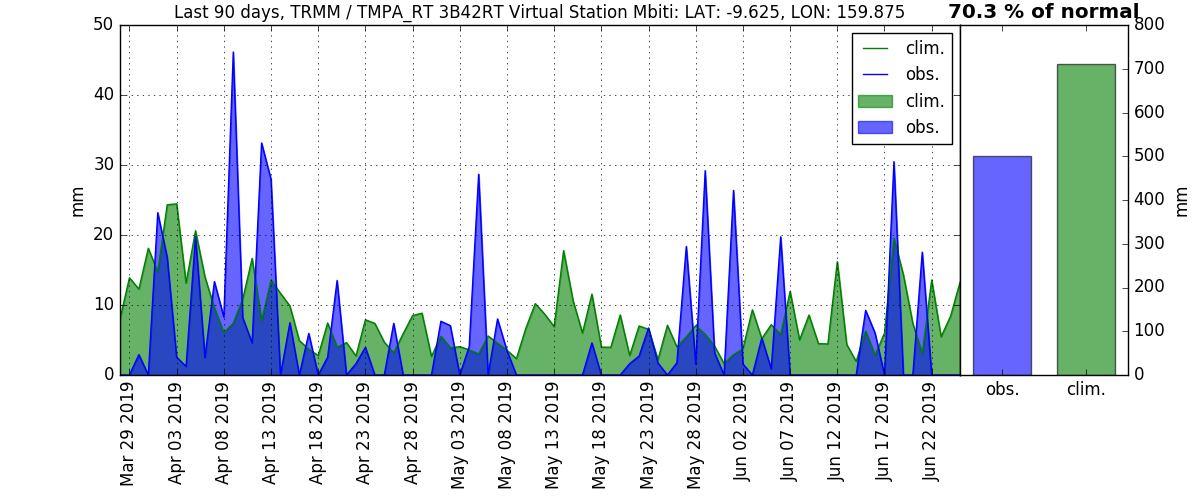 Last 90 days, TRMM / TMPA_RT 3B42RT Virtual Station Mbiti: LAT: -9.625, LON: 159.875
70.3 % of normal
50
40
30
20
10
0
mm
clim.
obs.
clim.
obs.
800
700
600
500
400
300
200
100
0
mm
obs.
clim.
Mar 29 2019
Apr 03 2019
Apr 08 2019
Apr 13 2019
Apr 18 2019
Apr 23 2019
Apr 28 2019
May 03 2019
May 08 2019
May 13 2019
May 18 2019
May 23 2019
May 28 2019
Jun 02 2019
Jun 07 2019
Jun 12 2019
Jun 17 2019
Jun 22 2019